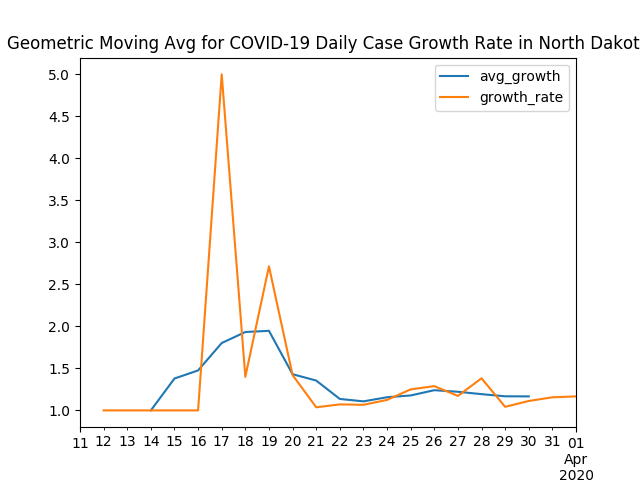 Geometric Moving Avg for COVID-19 Daily Case Growth Rate in North Dakot
avg_growth
growth_rate
5.0
4.5
4.0
3.5
3.0
2.5
2.0
1.5
1.0
11 12 13 14 15 16 17 18 19 20 21 22 23 24 25 26 27 28 29 30 31 01
Apr
2020